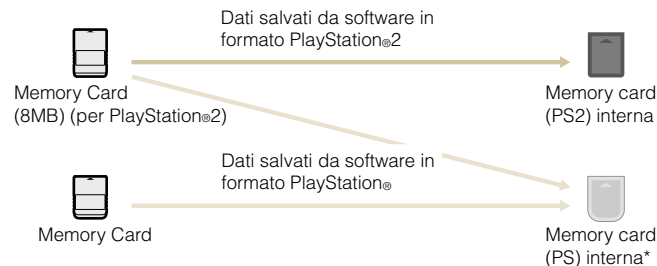 Dati salvati da software in
formato PlayStation®2
Memory Card
(8MB) (per PlayStation®2)
Memory card
(PS2) interna
Dati salvati da software in
formato PlayStation®
Memory Card
Memory card
(PS) interna*